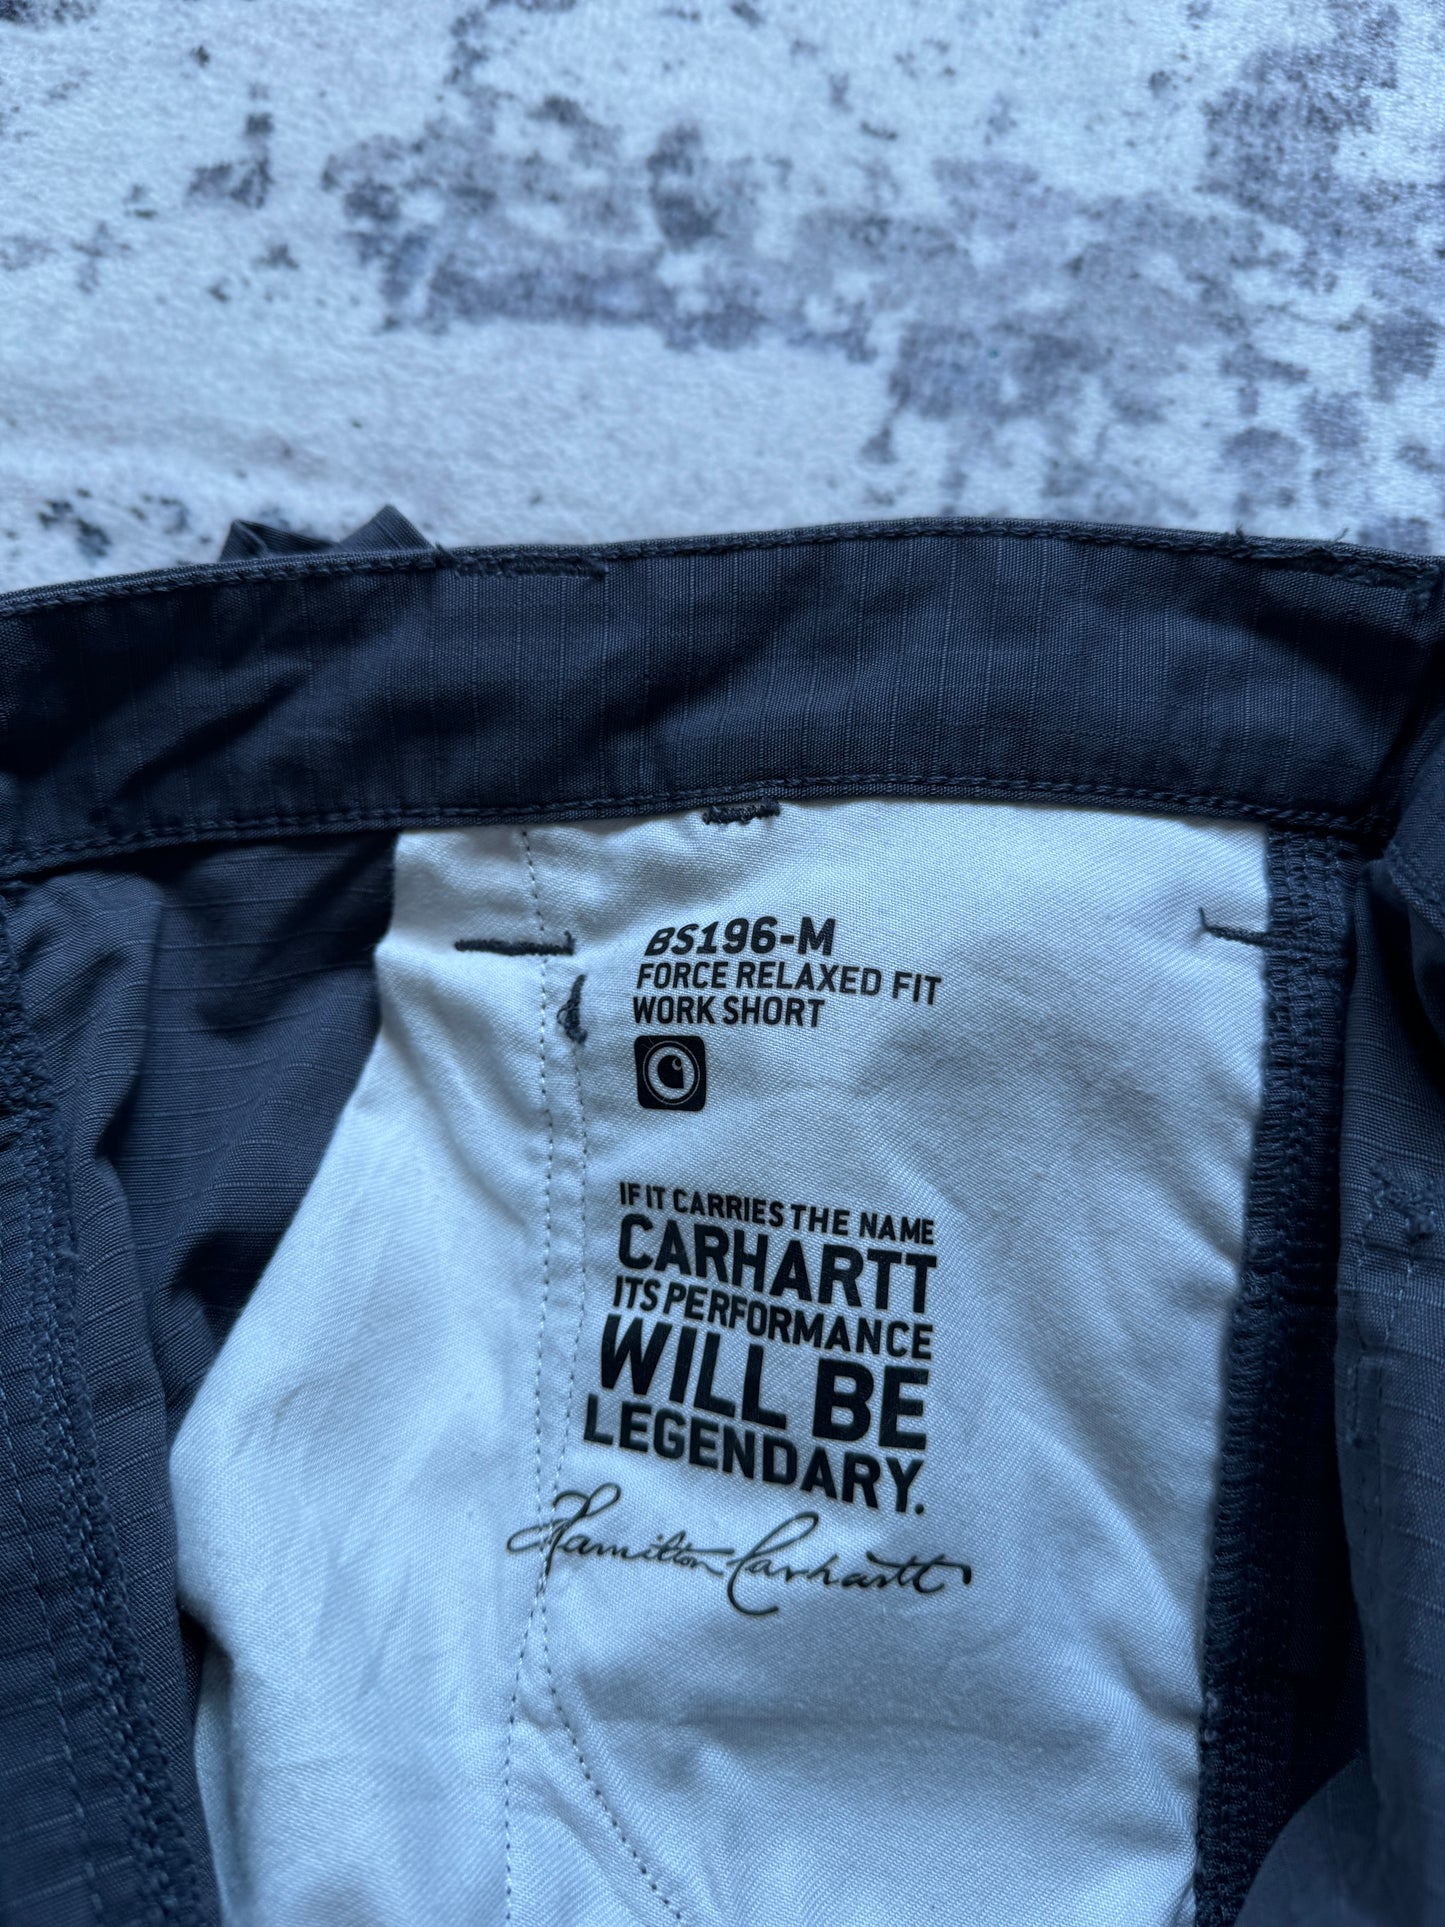 BS196-M
FORCE RELAXED FIT
WORK SHORT
IF IT CARRIES THE NAME
CARHARTT
ITS PERFORMANCE
WILL BE
LEGENDARY.
Hamilton Carhartt